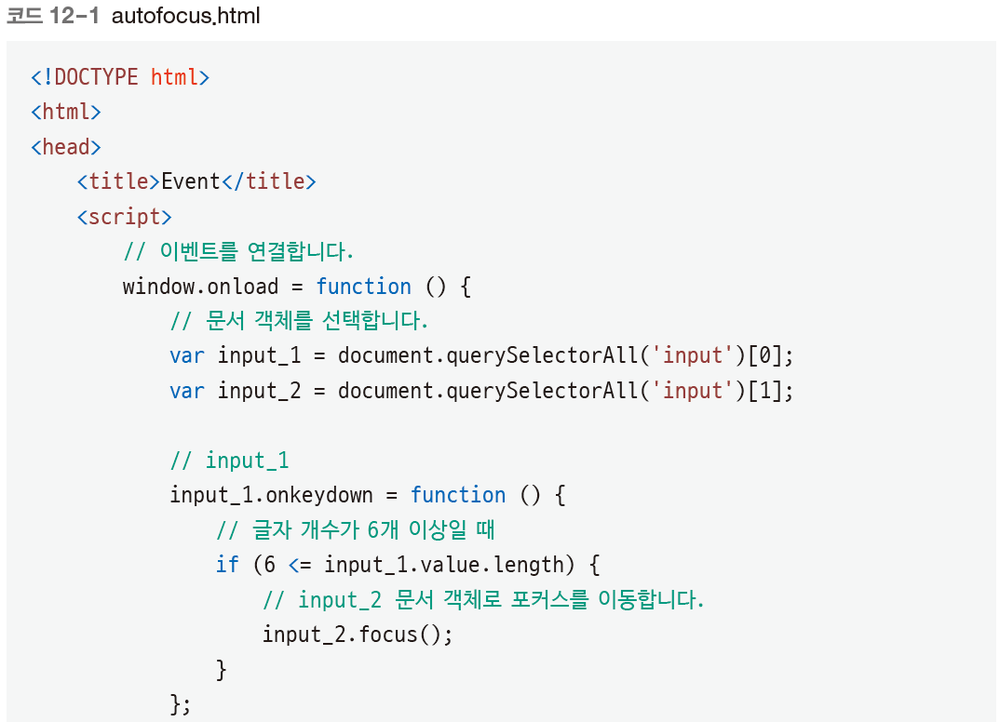 코드 12-1 autofocus.html
<!DOCTYPE html>
<html>
<head>
    <title>Event</title>
    <script>
        // 이벤트를 연결합니다.
        window.onload = function () {
            // 문서 객체를 선택합니다.
            var input_1 = document.querySelectorAll('input')[0];
            var input_2 = document.querySelectorAll('input')[1];

            // input_1
            input_1.onkeydown = function () {
                // 글자 개수가 6개 이상일 때
                if (6 <= input_1.value.length) {
                    // input_2 문서 객체로 포커스를 이동합니다.
                    input_2.focus();
                }
            };